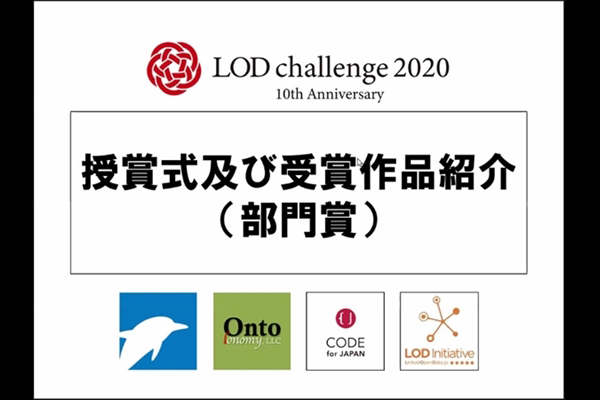 LOD challenge 2020
10th Anniversary
授賞式及び受賞作品紹介
（部門賞）
Onto
lonomy, LLC
CODE
for JAPAN
LOD Initiative